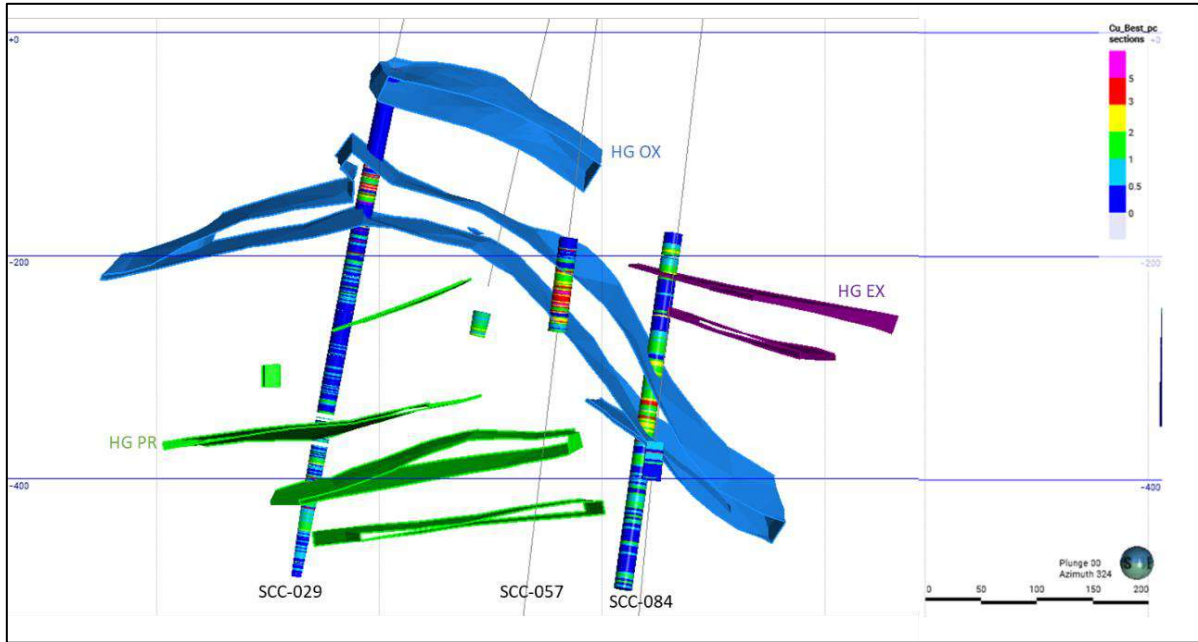 Cu_Best_pc
sections
+0
+0
5
3
2
1
0.5
0
HG OX
-200
-200
HG EX
HG PR
-400
-400
SCC-029
SCC-057
SCC-084
Plunge 00
Azimuth 324
S E
0 50 100 150 200